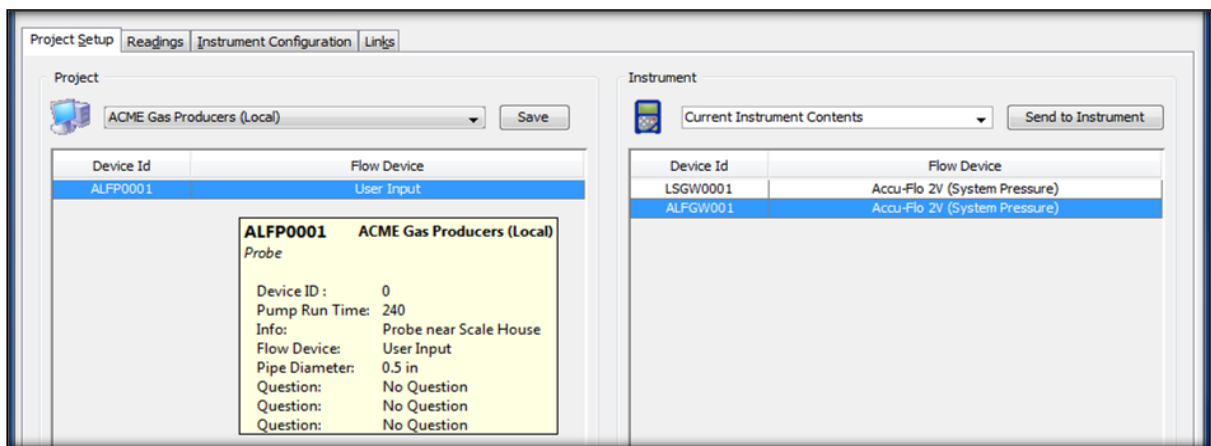 Project Setup Readings Instrument Configuration Links
Project
ACME Gas Producers (Local) Save
Device Id Flow Device
ALFP0001 User Input
ALFP0001 ACME Gas Producers (Local)
Probe
Device ID : 0
Pump Run Time: 240
Info: Probe near Scale House
Flow Device: User Input
Pipe Diameter: 0.5 in
Question: No Question
Question: No Question
Question: No Question
Instrument
Current Instrument Contents Send to Instrument
Device Id Flow Device
LSGW0001 Accu-Flo 2V (System Pressure)
ALFGW001 Accu-Flo 2V (System Pressure)